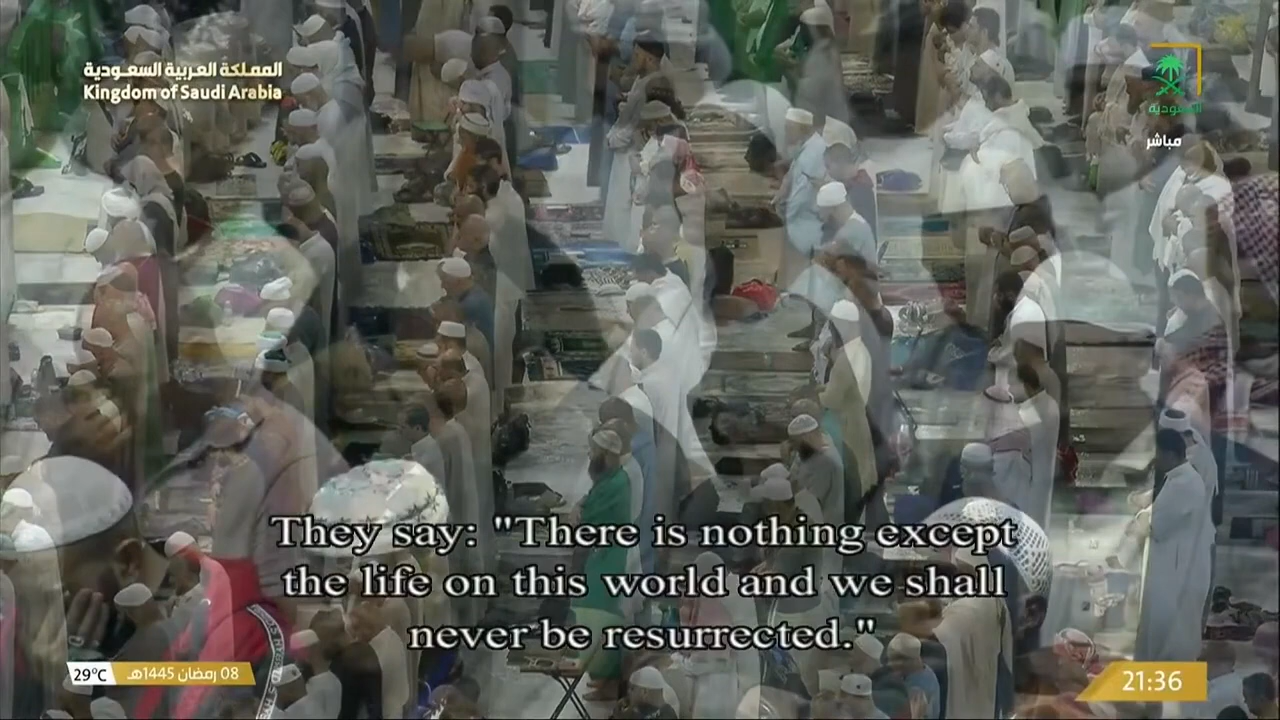 المملكة العربية السعودية
Kingdom of Saudi Arabia
السعودية
مباشر
They say: "There is nothing except
the life on this world and we shall
never be resurrected."
29°C
08 رمضان 1445هـ
21:36